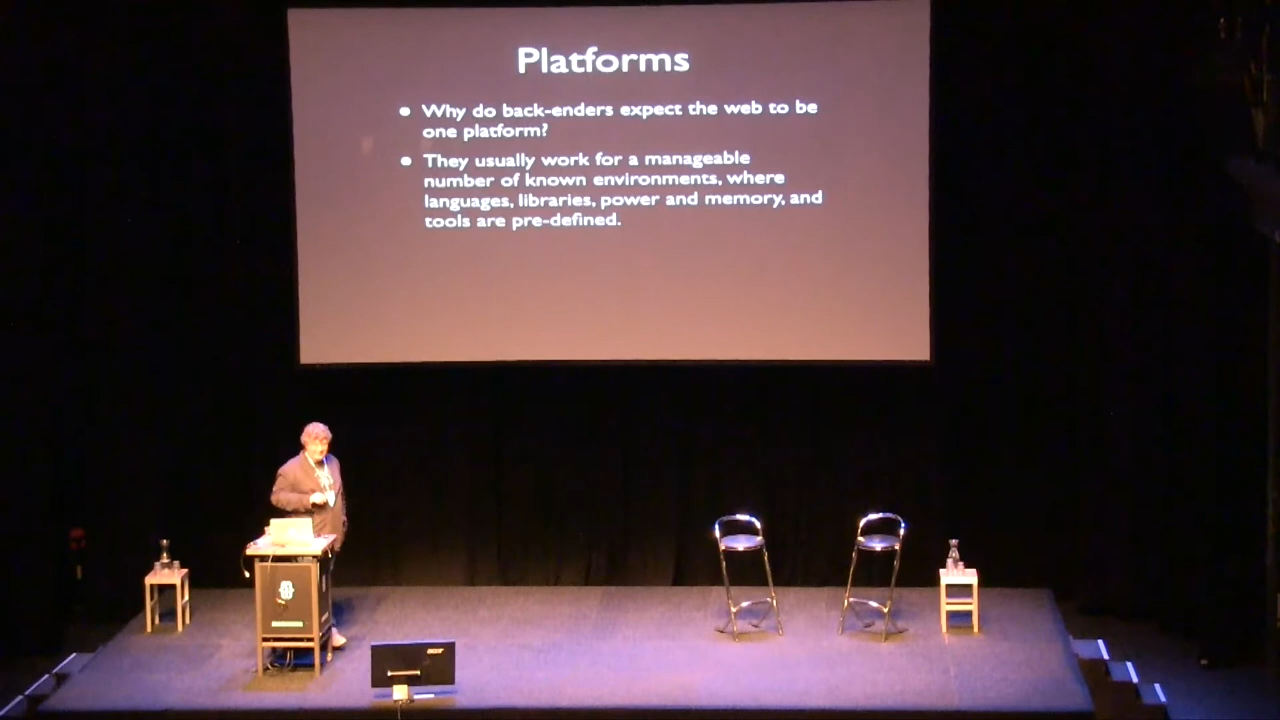 Platforms
• Why do back-enders expect the web to be
one platform?
• They usually work for a manageable
number of known environments, where
languages, libraries, power and memory, and
tools are pre-defined.
acer